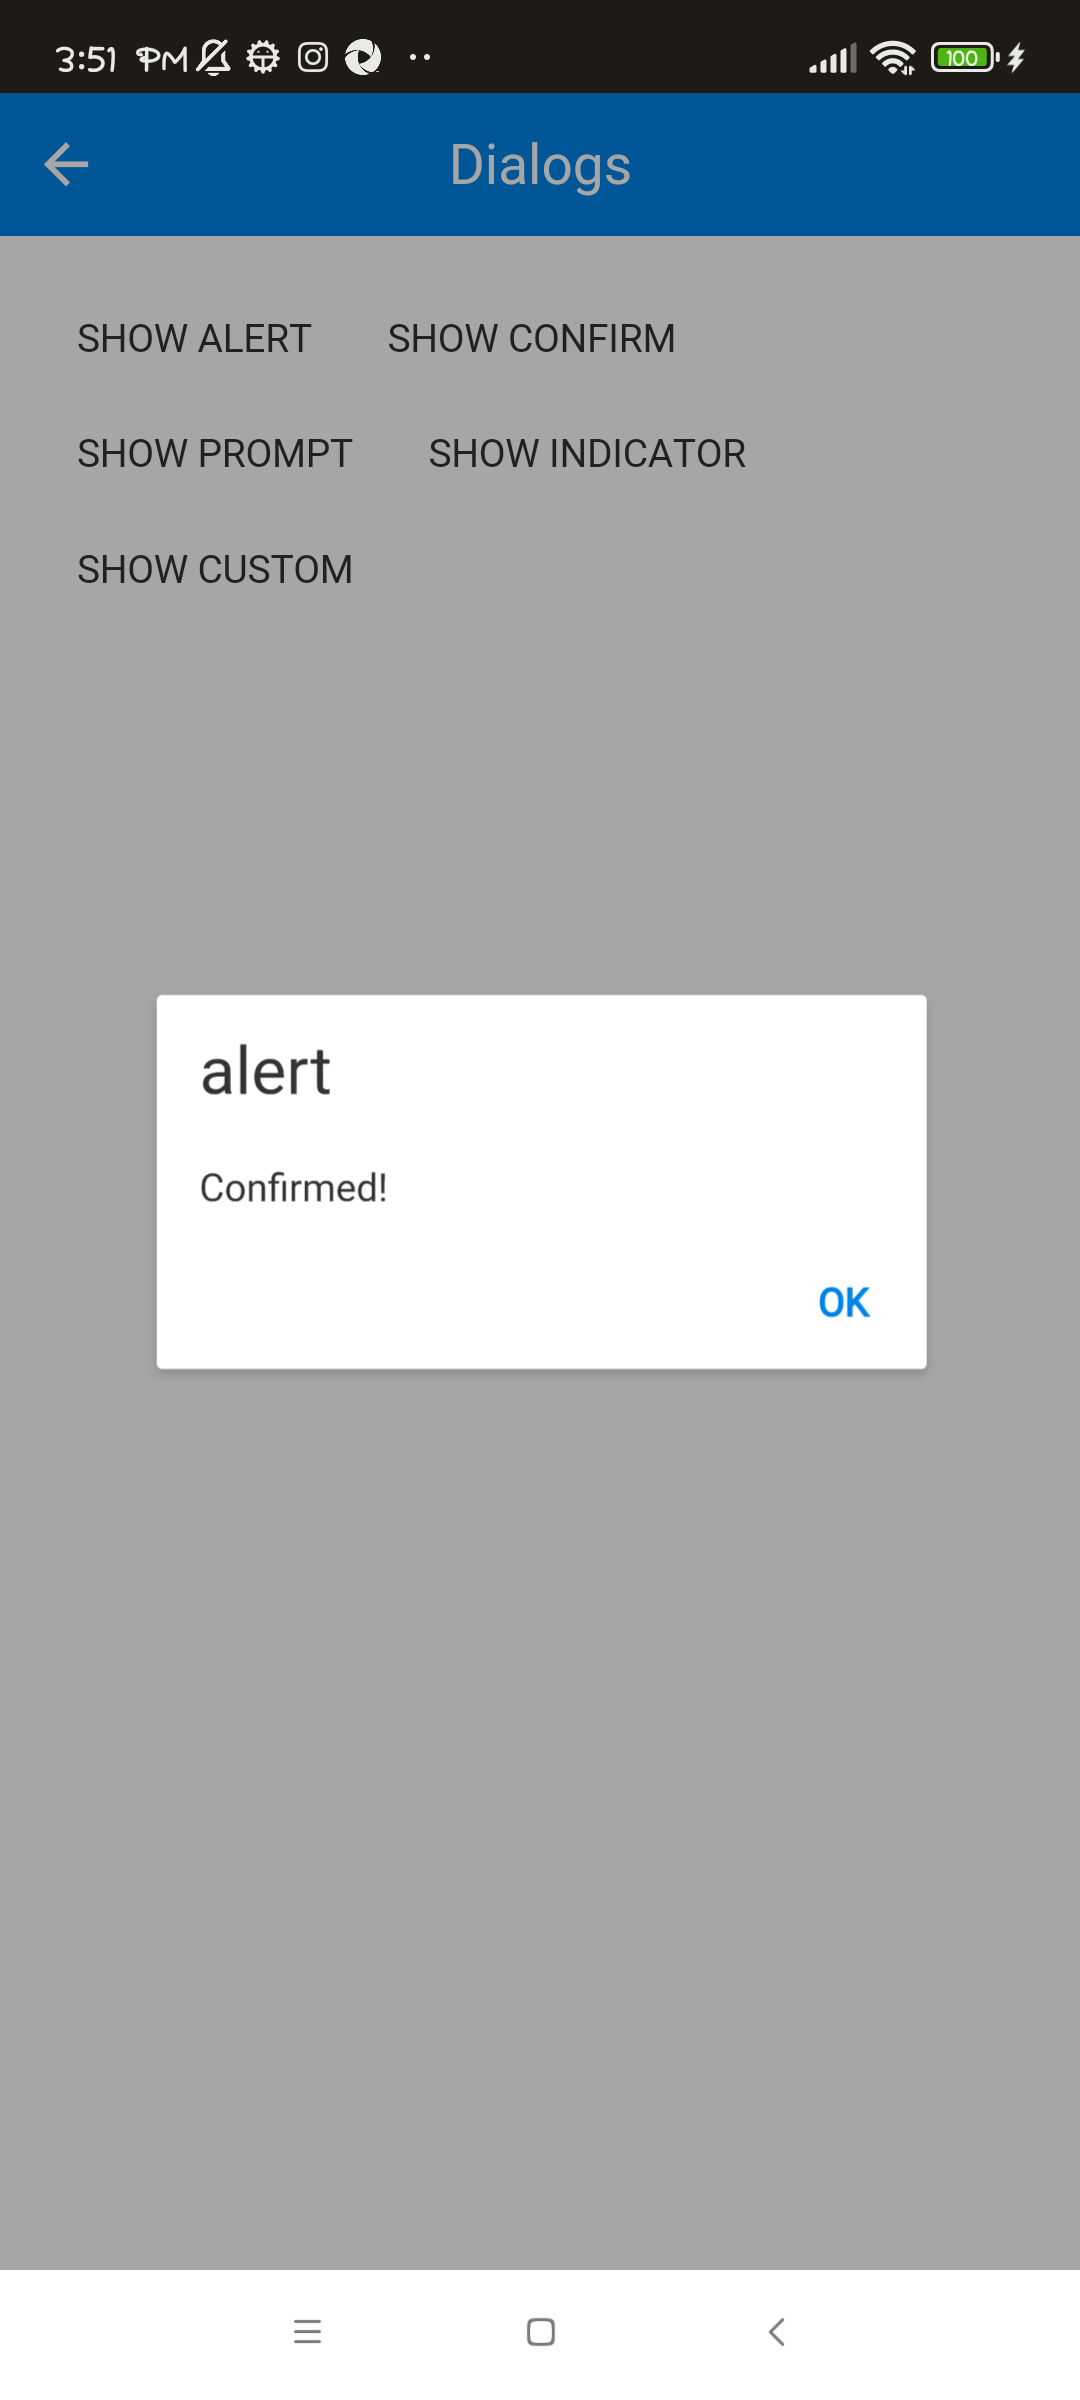 3:51 PM
100
Dialogs
SHOW ALERT SHOW CONFIRM
SHOW PROMPT SHOW INDICATOR
SHOW CUSTOM
alert
Confirmed!
OK